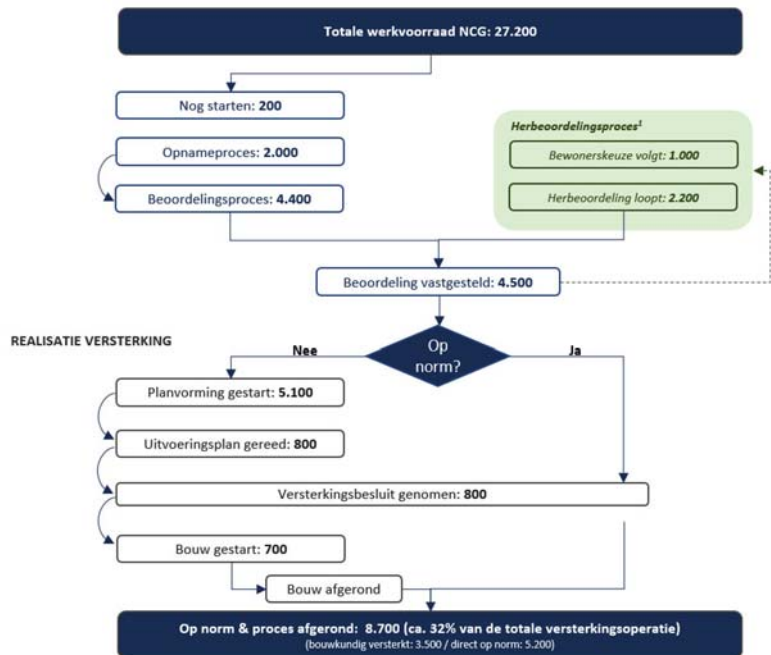 Totale werkvoorraad NCG: 27.200
Nog starten: 200
Opnameproces: 2.000
Beoordelingsproces: 4.400
Herbeoordelingsproces¹
Bewonerskeuze volgt: 1.000
Herbeoordeling loopt: 2.200
Beoordeling vastgesteld: 4.500
REALISATIE VERSTERKING
Nee
Op
norm?
Ja
Planvorming gestart: 5.100
Uitvoeringsplan gereed: 800
Versterkingsbesluit genomen: 800
Bouw gestart: 700
Bouw afgerond
Op norm & proces afgerond: 8.700 (ca. 32% van de totale versterkingsoperatie)
(bouwkundig versterkt: 3.500 / direct op norm: 5.200)